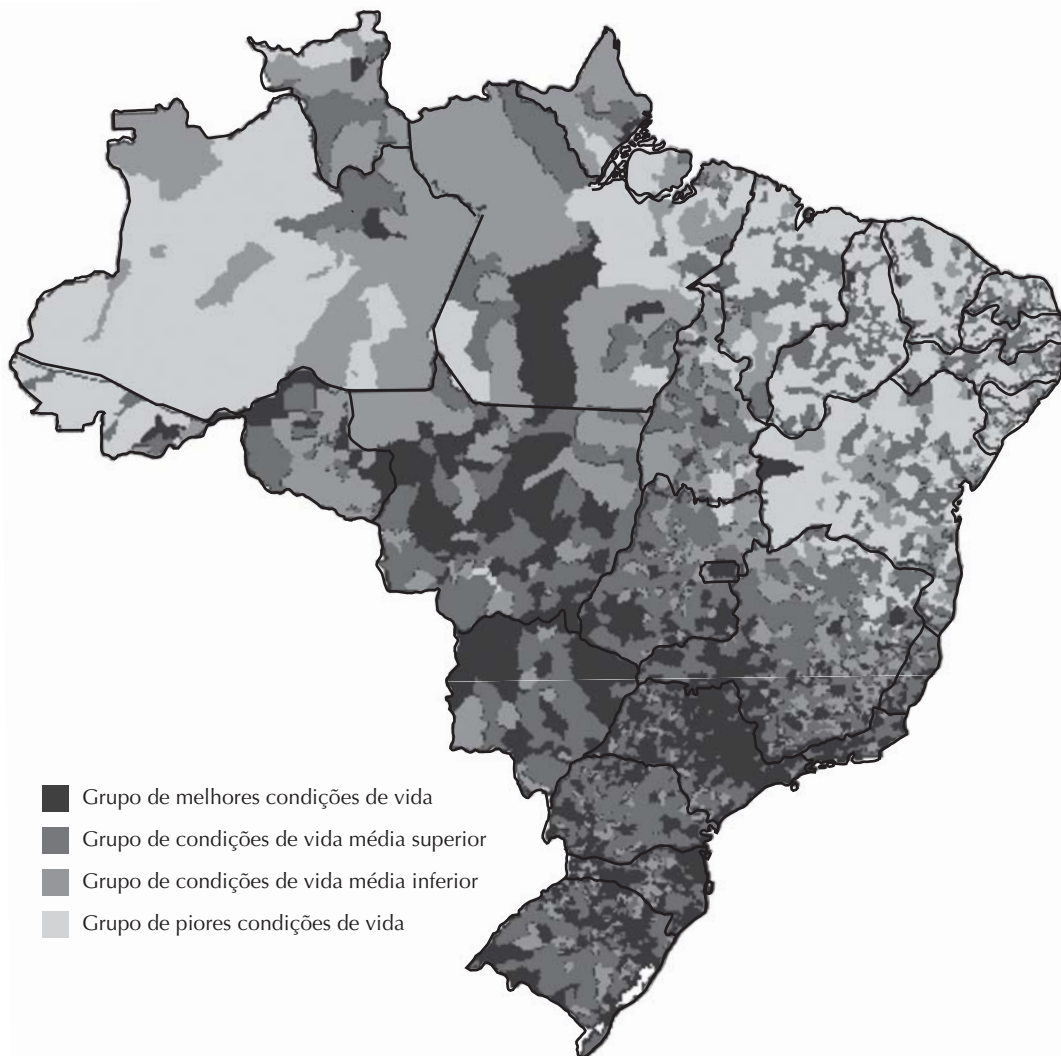 Grupo de melhores condições de vida
Grupo de condições de vida média superior
Grupo de condições de vida média inferior
Grupo de piores condições de vida